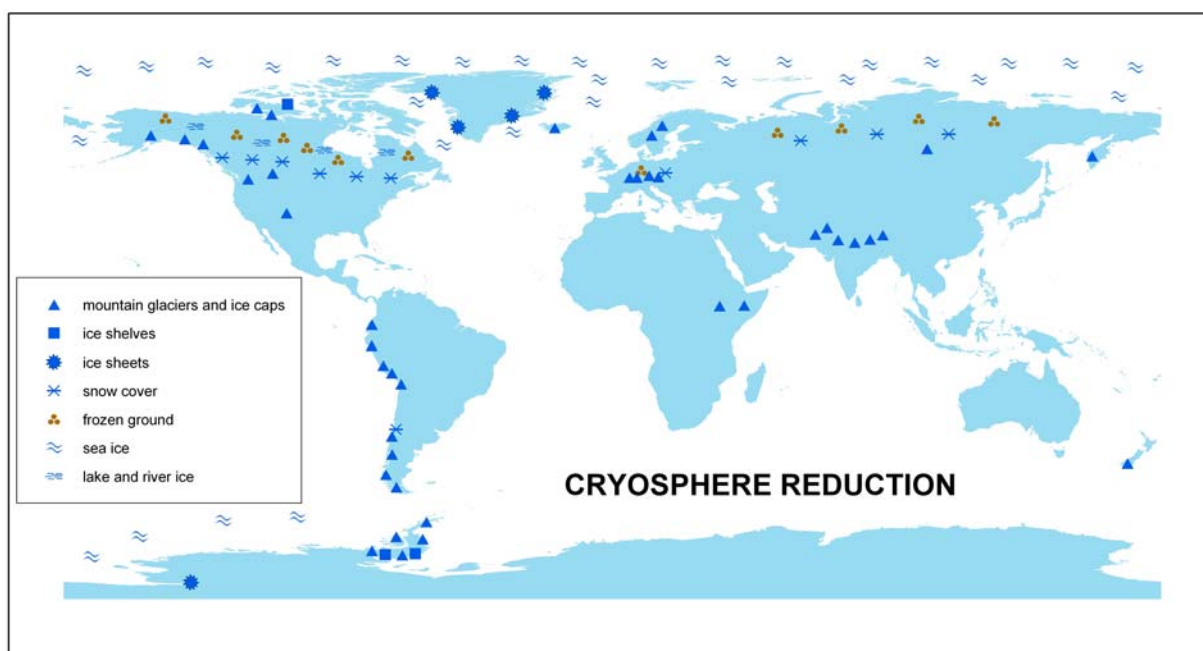 mountain glaciers and ice caps
ice shelves
ice sheets
snow cover
frozen ground
sea ice
lake and river ice
CRYOSPHERE REDUCTION